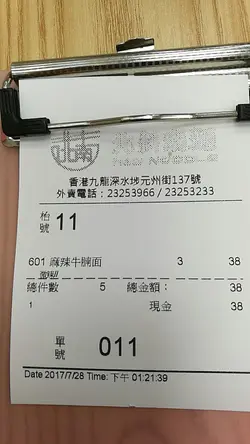 香港九龍深水埗元州街137號
外賣電話：23253966 / 23253233
枱號 11
601 麻辣牛腩面 3 38
總件數 5 總金額： 38
1 現金 38
單號 011
Date 2017/7/28 Time: 下午 01:21:39